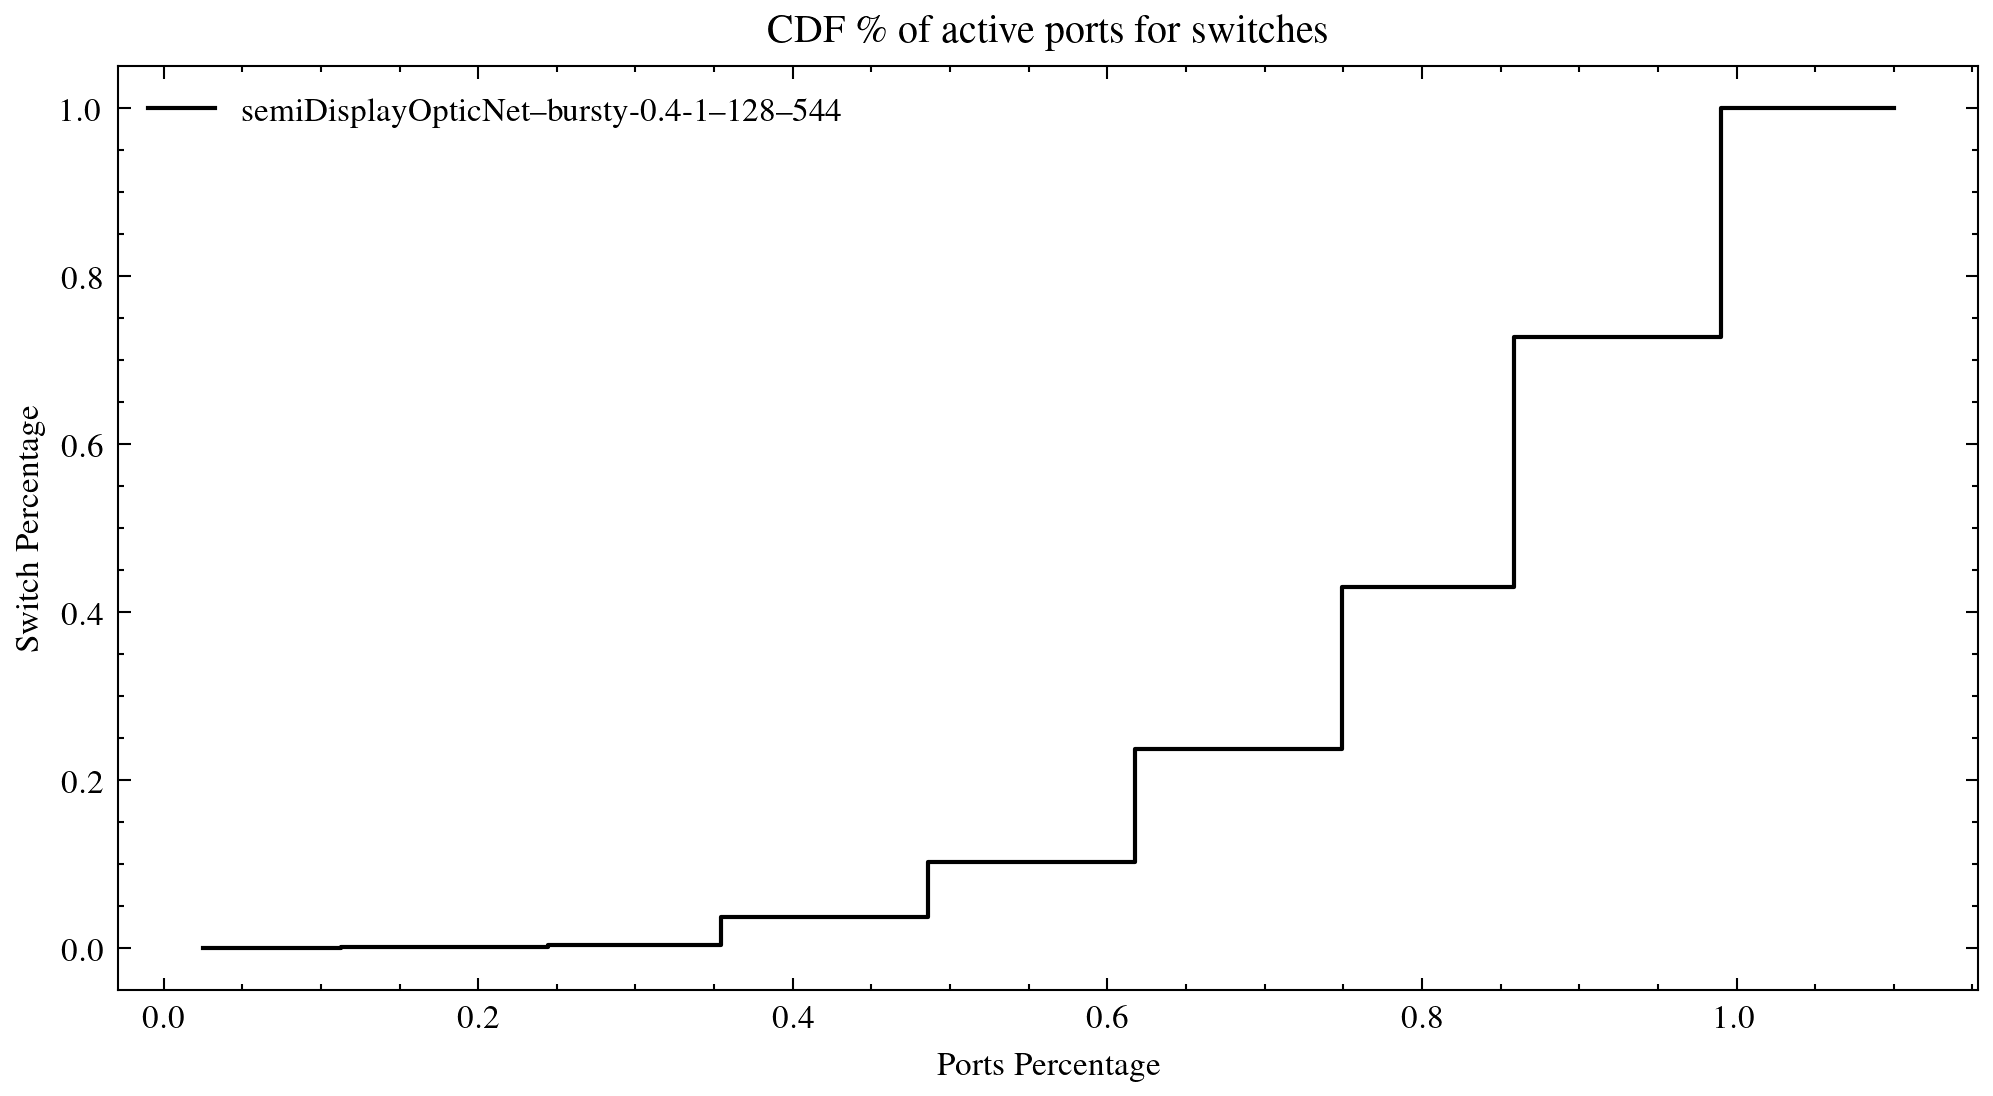 CDF % of active ports for switches
semiDisplayOpticNet–bursty-0.4-1–128–544
1.0
0.8
0.6
0.4
0.2
0.0
Switch Percentage
0.0 0.2 0.4 0.6 0.8 1.0
Ports Percentage